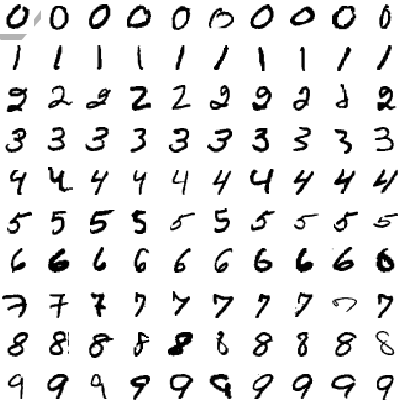 0 0 0 0 0 0 0 0 0 0
1 1 1 1 1 1 1 1 1 1
2 2 2 2 2 2 2 2 2 2
3 3 3 3 3 3 3 3 3 3
4 4 4 4 4 4 4 4 4 4
5 5 5 5 5 5 5 5 5 5
6 6 6 6 6 6 6 6 6 6
7 7 7 7 7 7 7 7 7 7
8 8 8 8 8 8 8 8 8 8
9 9 9 9 9 9 9 9 9 9